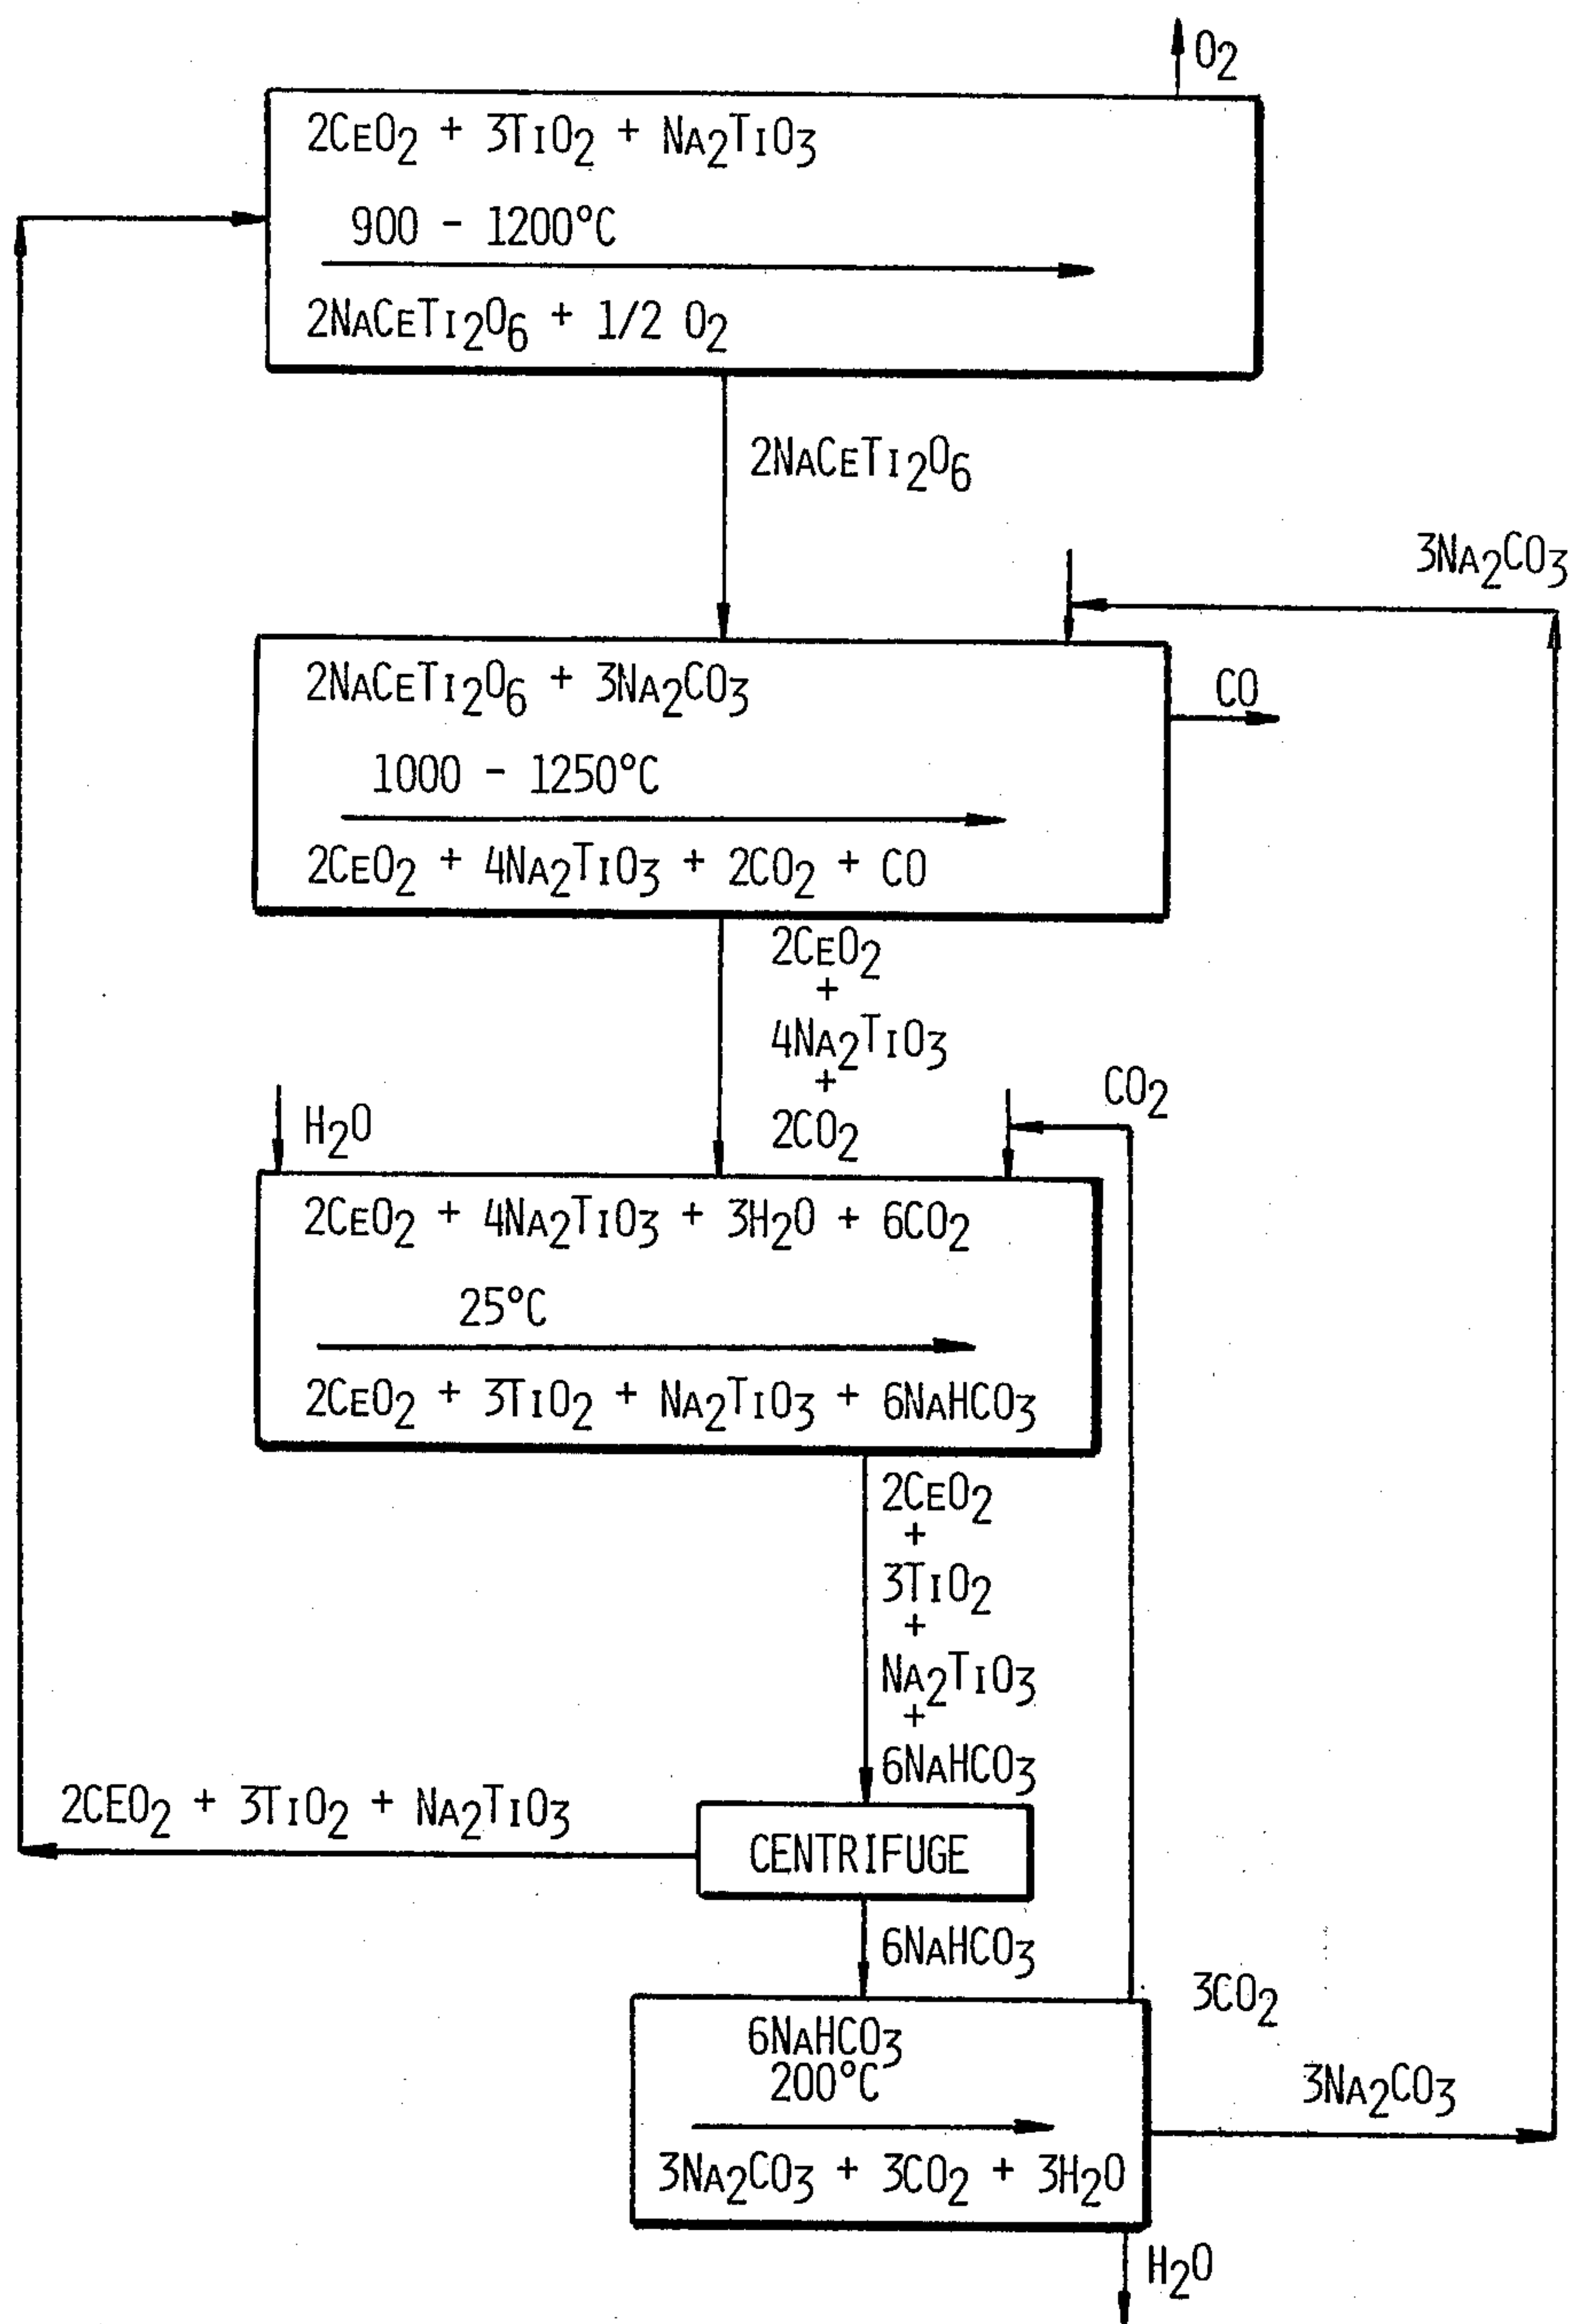 O2
2CeO2 + 3TiO2 + Na2TiO3
900 - 1200°C
2NaCeTi2O6 + 1/2 O2
2NaCeTi2O6
3Na2CO3
2NaCeTi2O6 + 3Na2CO3
CO
1000 - 1250°C
2CeO2 + 4Na2TiO3 + 2CO2 + CO
2CeO2
+
4Na2TiO3
+
2CO2
CO2
H2O
2CeO2 + 4Na2TiO3 + 3H2O + 6CO2
25°C
2CeO2 + 3TiO2 + Na2TiO3 + 6NaHCO3
2CeO2
+
3TiO2
+
Na2TiO3
+
6NaHCO3
2CEO2 + 3TiO2 + Na2TiO3
CENTRIFUGE
6NaHCO3
3CO2
6NaHCO3
200°C
3Na2CO3
3Na2CO3 + 3CO2 + 3H2O
H2O